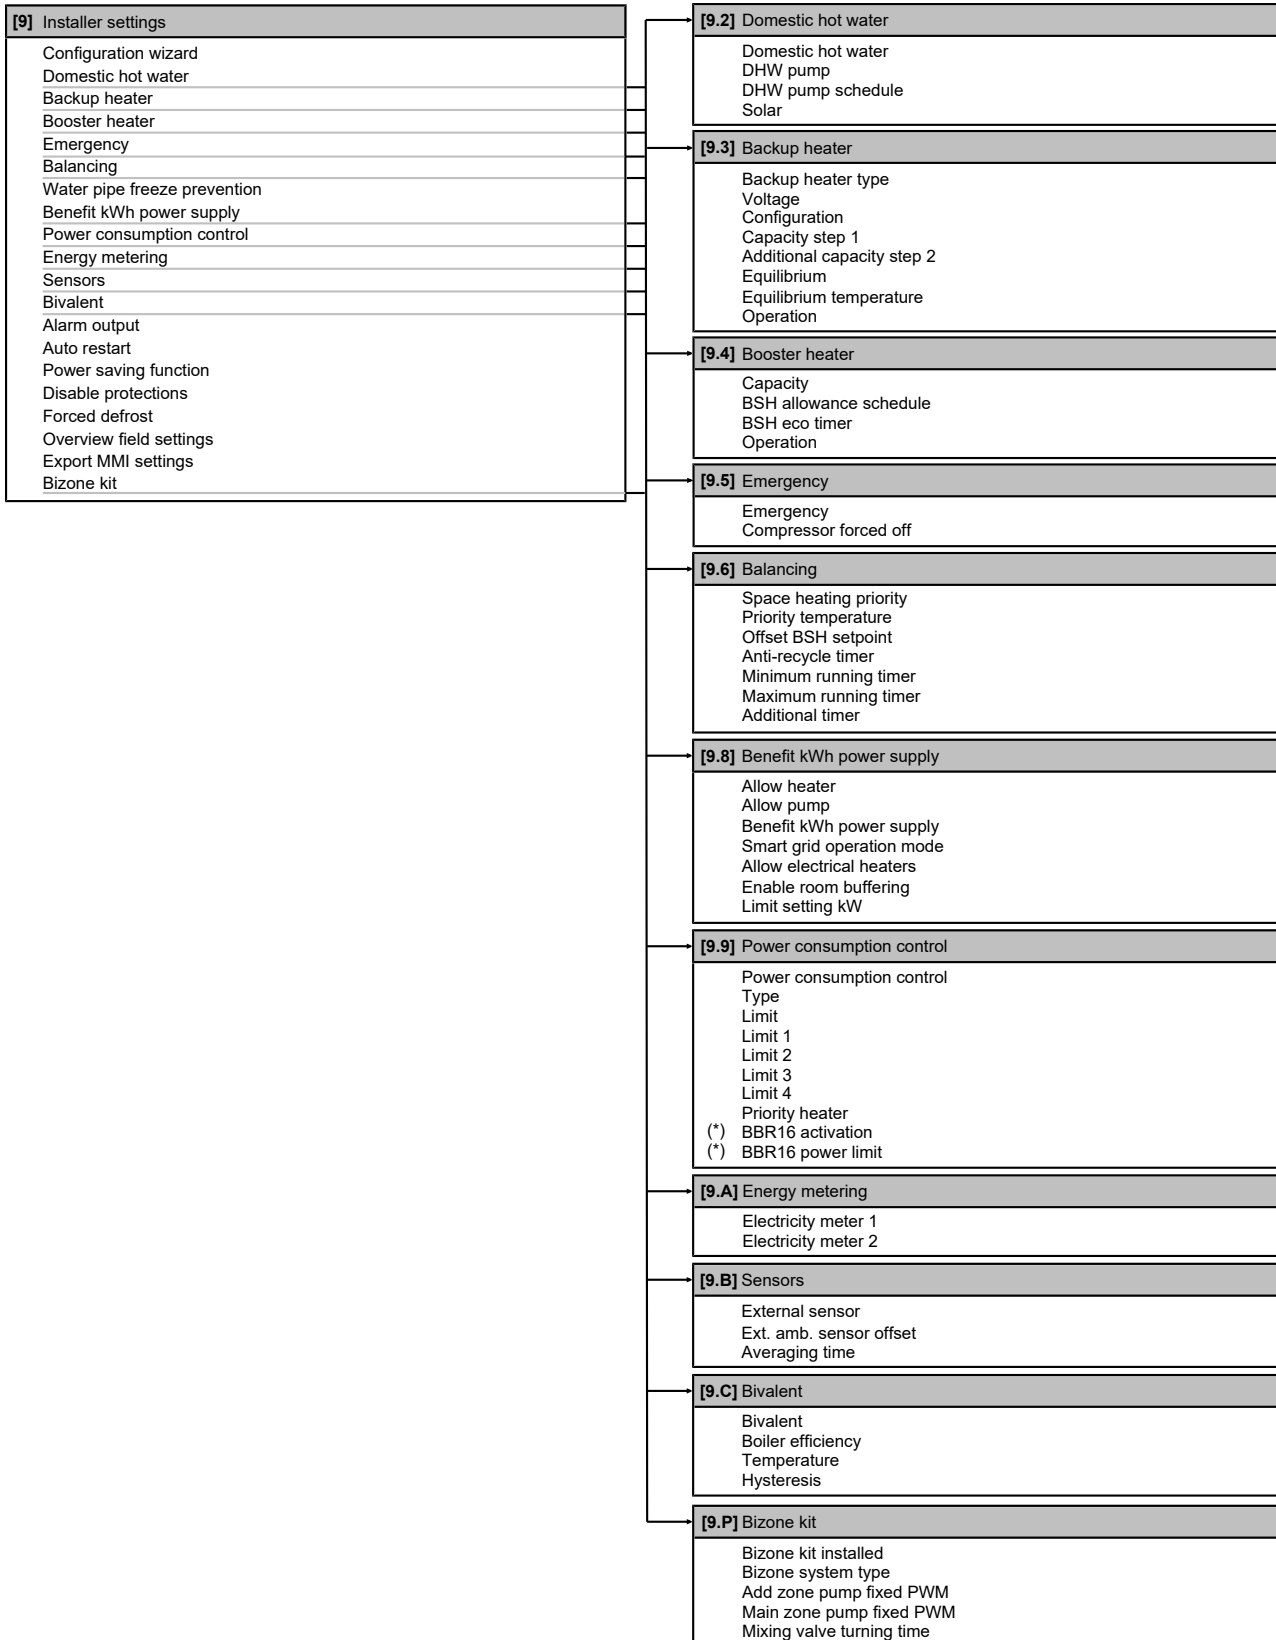 [9] Installer settings
Configuration wizard
Domestic hot water
Backup heater
Booster heater
Emergency
Balancing
Water pipe freeze prevention
Benefit kWh power supply
Power consumption control
Energy metering
Sensors
Bivalent
Alarm output
Auto restart
Power saving function
Disable protections
Forced defrost
Overview field settings
Export MMI settings
Bizone kit
[9.2] Domestic hot water
Domestic hot water
DHW pump
DHW pump schedule
Solar
[9.3] Backup heater
Backup heater type
Voltage
Configuration
Capacity step 1
Additional capacity step 2
Equilibrium
Equilibrium temperature
Operation
[9.4] Booster heater
Capacity
BSH allowance schedule
BSH eco timer
Operation
[9.5] Emergency
Emergency
Compressor forced off
[9.6] Balancing
Space heating priority
Priority temperature
Offset BSH setpoint
Anti-recycle timer
Minimum running timer
Maximum running timer
Additional timer
[9.8] Benefit kWh power supply
Allow heater
Allow pump
Benefit kWh power supply
Smart grid operation mode
Allow electrical heaters
Enable room buffering
Limit setting kW
[9.9] Power consumption control
Power consumption control
Type
Limit
Limit 1
Limit 2
Limit 3
Limit 4
Priority heater
(*) BBR16 activation
(*) BBR16 power limit
[9.A] Energy metering
Electricity meter 1
Electricity meter 2
[9.B] Sensors
External sensor
Ext. amb. sensor offset
Averaging time
[9.C] Bivalent
Bivalent
Boiler efficiency
Temperature
Hysteresis
[9.P] Bizone kit
Bizone kit installed
Bizone system type
Add zone pump fixed PWM
Main zone pump fixed PWM
Mixing valve turning time